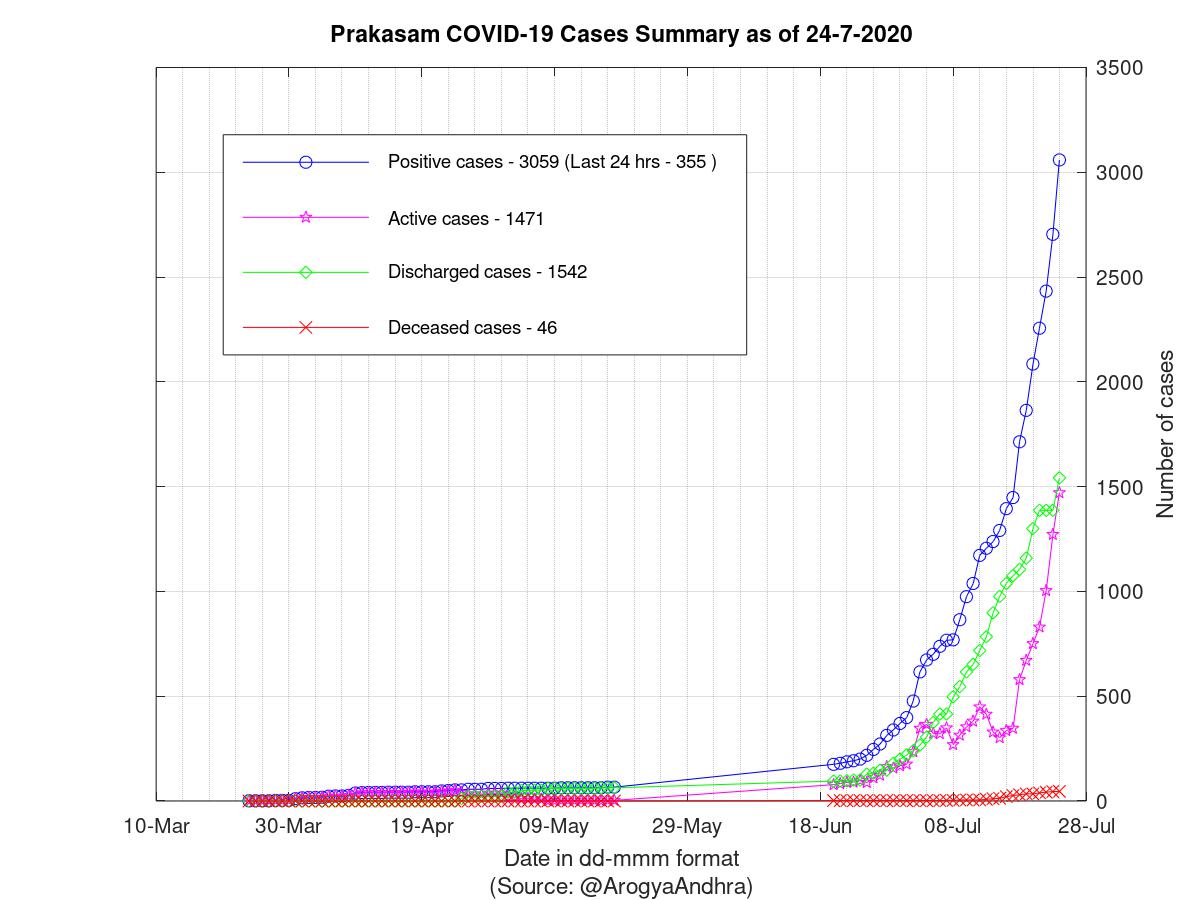 Prakasam COVID-19 Cases Summary as of 24-7-2020
Positive cases - 3059 (Last 24 hrs - 355 )
Active cases - 1471
Discharged cases - 1542
Deceased cases - 46
3500
3000
2500
2000
1500
1000
500
0
Number of cases
10-Mar 30-Mar 19-Apr 09-May 29-May 18-Jun 08-Jul 28-Jul
Date in dd-mmm format
(Source: @ArogyaAndhra)